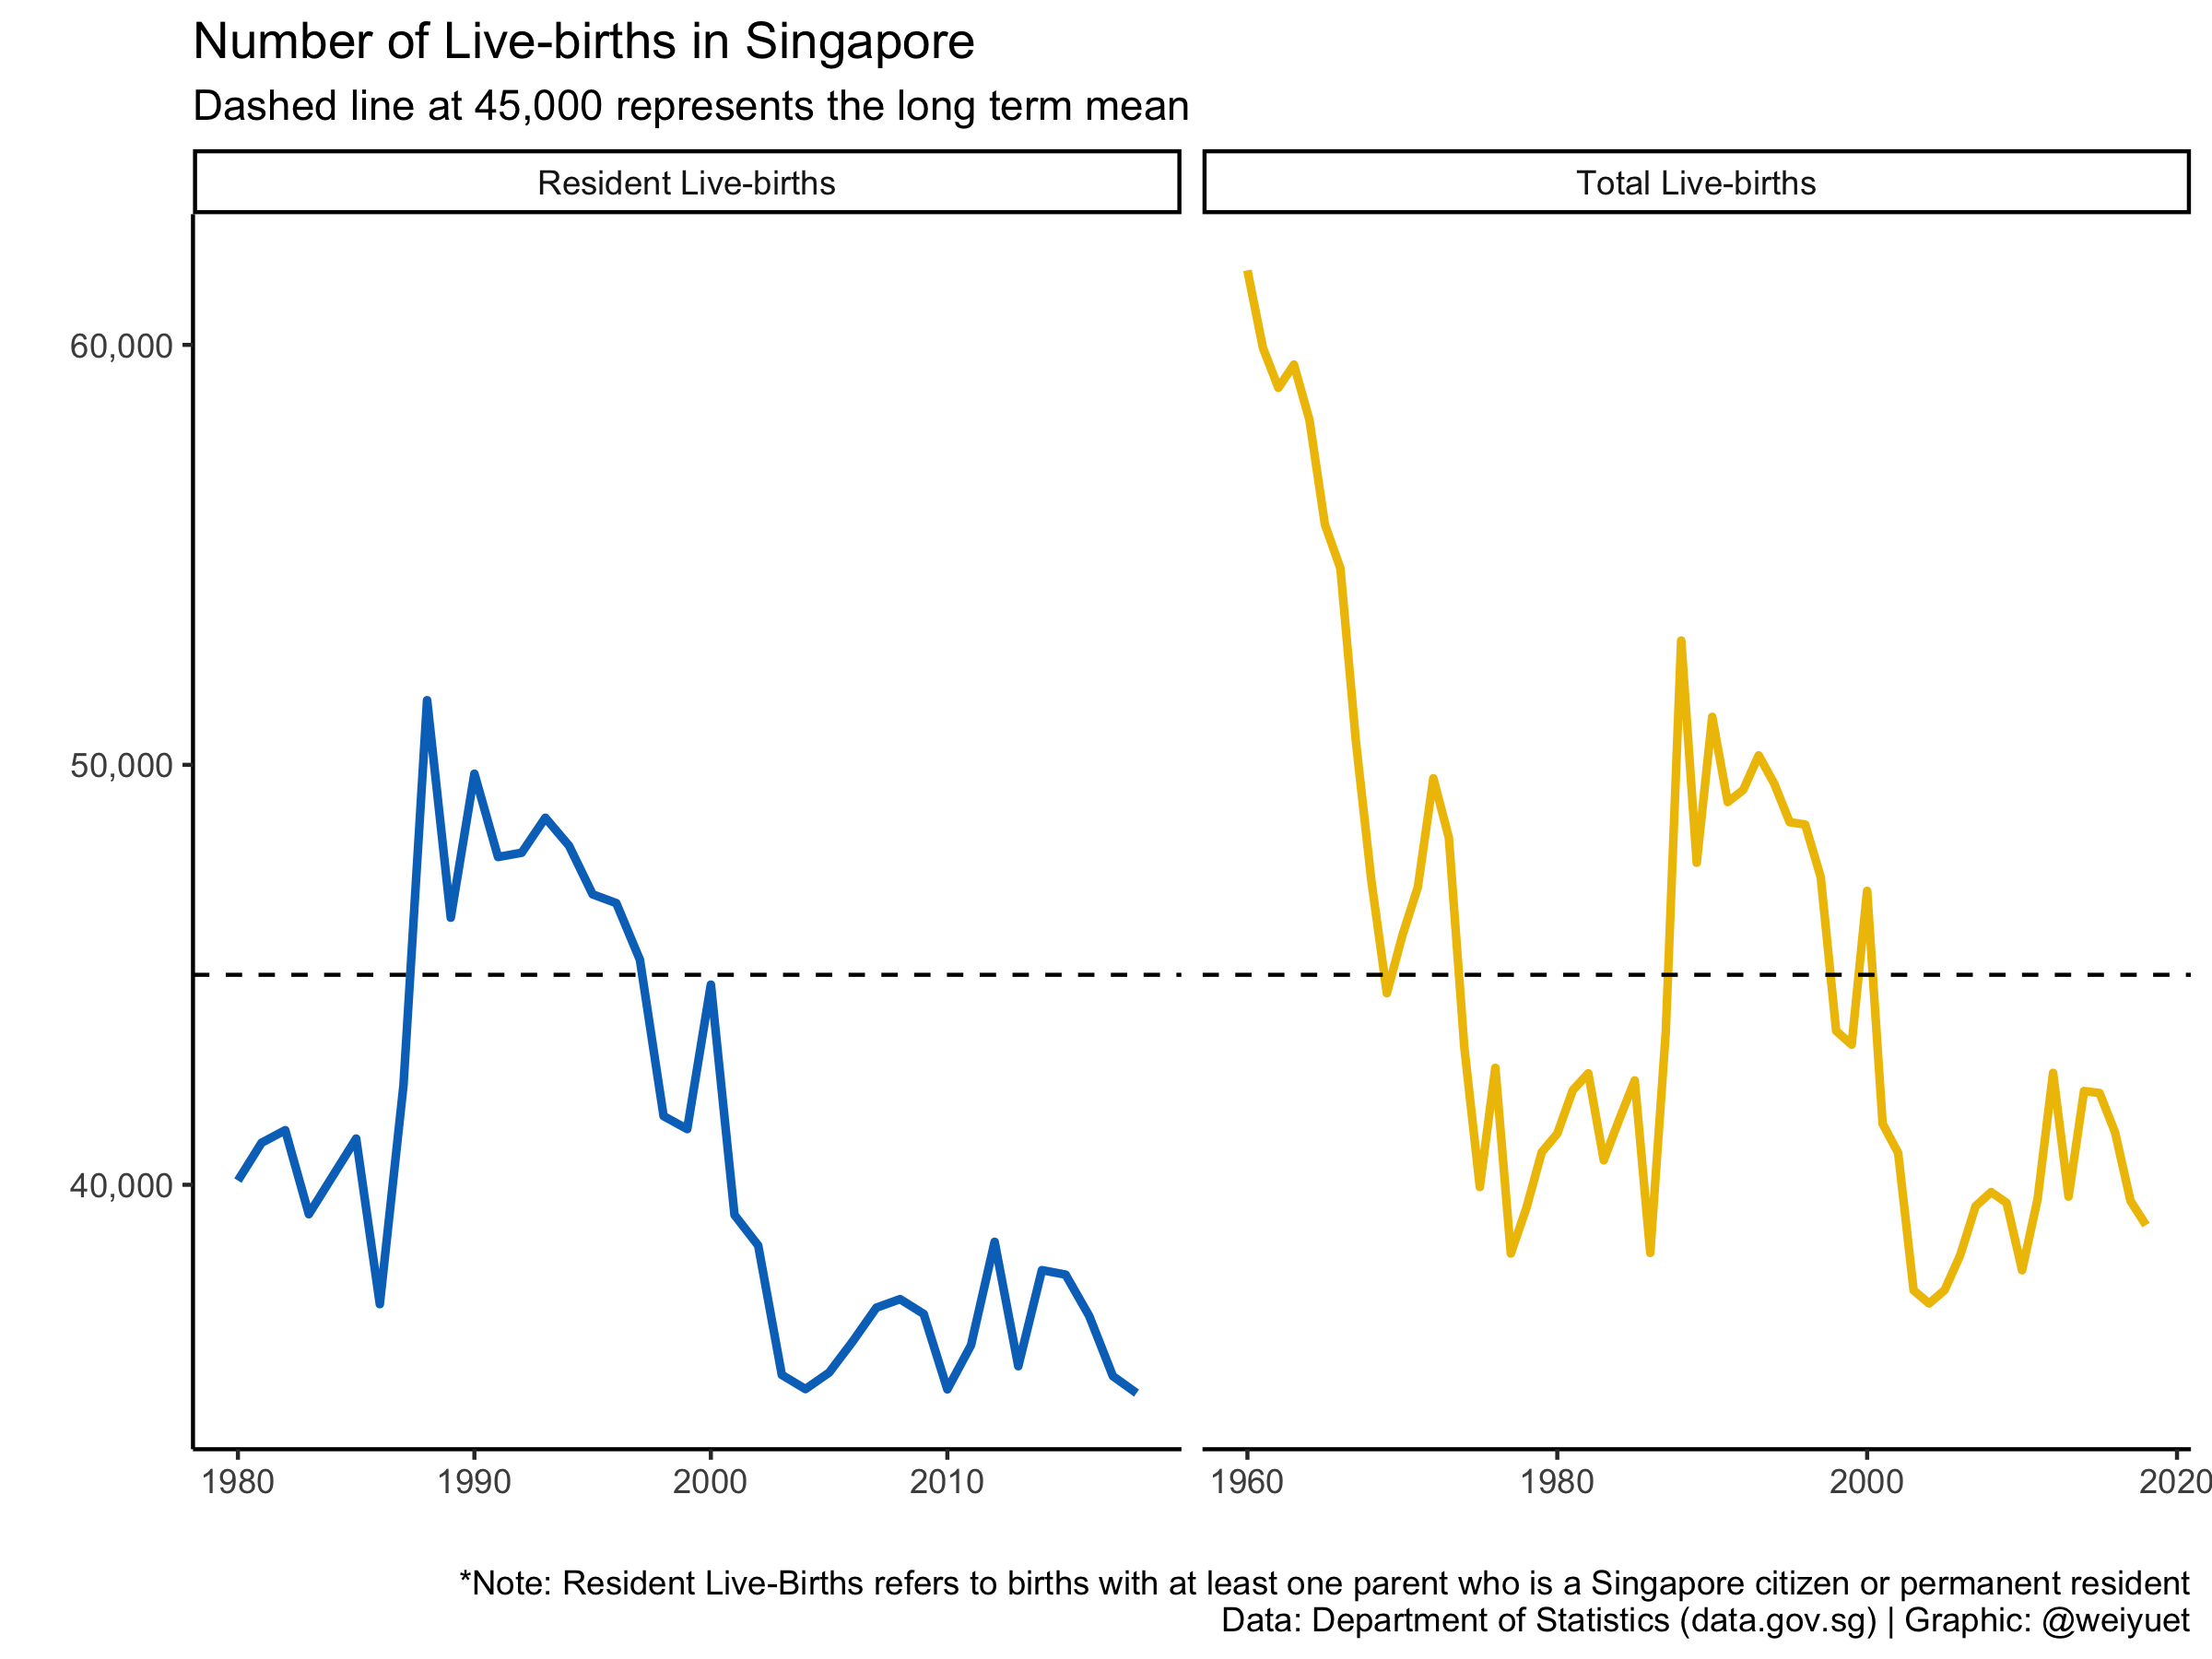 Number of Live-births in Singapore
Dashed line at 45,000 represents the long term mean
Resident Live-births
Total Live-births
60,000
50,000
40,000
1980 1990 2000 2010
1960 1980 2000 2020
*Note: Resident Live-Births refers to births with at least one parent who is a Singapore citizen or permanent resident
Data: Department of Statistics (data.gov.sg) | Graphic: @weiyuet